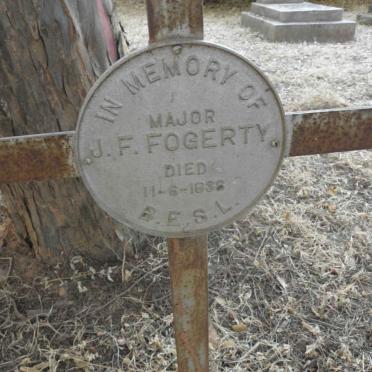 IN MEMORY OF
MAJOR
J. F. FOGERTY
DIED
B.E.S.L.